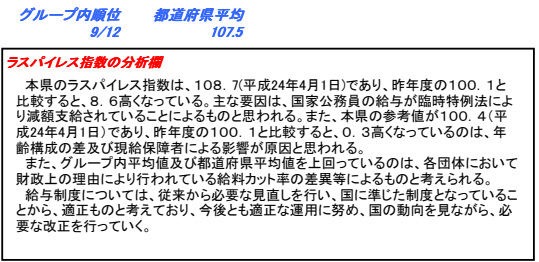 グループ内順位 都道府県平均
9/12 107.5
ラスパイレス指数の分析欄
本県のラスパイレス指数は、108．7(平成24年4月1日)であり、昨年度の100．1と
比較すると、8．6高くなっている。主な要因は、国家公務員の給与が臨時特例法によ
り減額支給されていることによるものと思われる。また、本県の参考値が100．4（平
成24年4月1日）であり、昨年度の100．1と比較すると、0．3高くなっているのは、年
齢構成の差及び現給保障者による影響が原因と思われる。
また、グループ内平均値及び都道府県平均値を上回っているのは、各団体において
財政上の理由により行われている給料カット率の差異等によるものと考えられる。
給与制度については、従来から必要な見直しを行い、国に準じた制度となっているこ
とから、適正ものと考えており、今後とも適正な運用に努め、国の動向を見ながら、必
要な改正を行っていく。